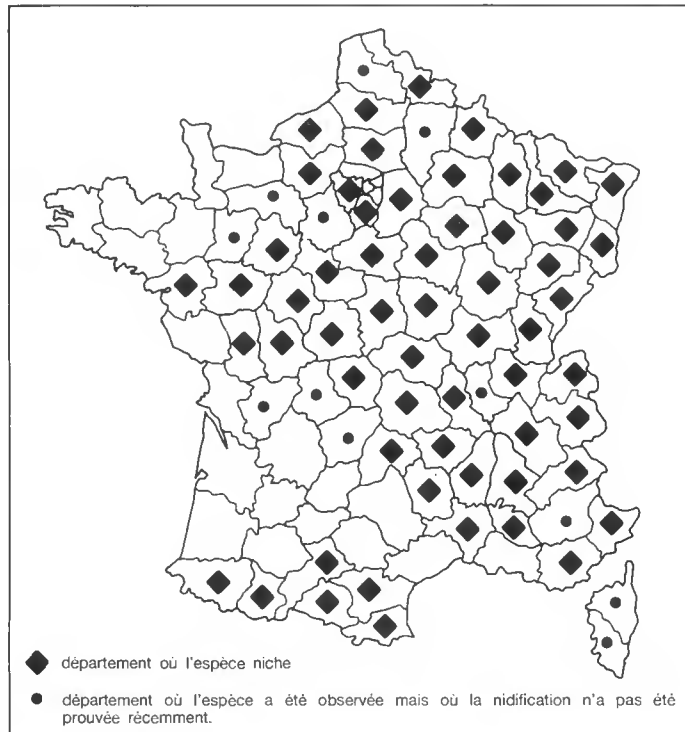 département où l'espèce niche
département où l'espèce a été observée mais où la nidification n'a pas été
prouvée récemment.